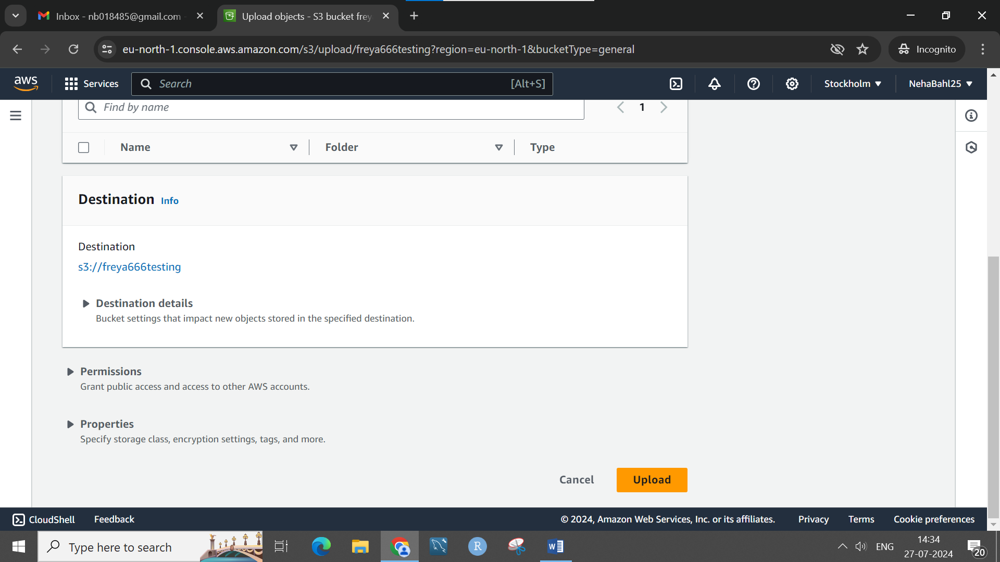 Inbox - nb018485@gmail.com -
Upload objects - S3 bucket frey
eu-north-1.console.aws.amazon.com/s3/upload/freya666testing?region=eu-north-1&bucketType=general
Incognito
aws
Services
Search
[Alt+S]
Stockholm
NehaBahl25
Find by name
1
Name
Folder
Type
Destination Info
Destination
s3://freya666testing
Destination details
Bucket settings that impact new objects stored in the specified destination.
Permissions
Grant public access and access to other AWS accounts.
Properties
Specify storage class, encryption settings, tags, and more.
Cancel
Upload
CloudShell
Feedback
© 2024, Amazon Web Services, Inc. or its affiliates.
Privacy
Terms
Cookie preferences
Type here to search
R
W
ENG
14:34
27-07-2024
20